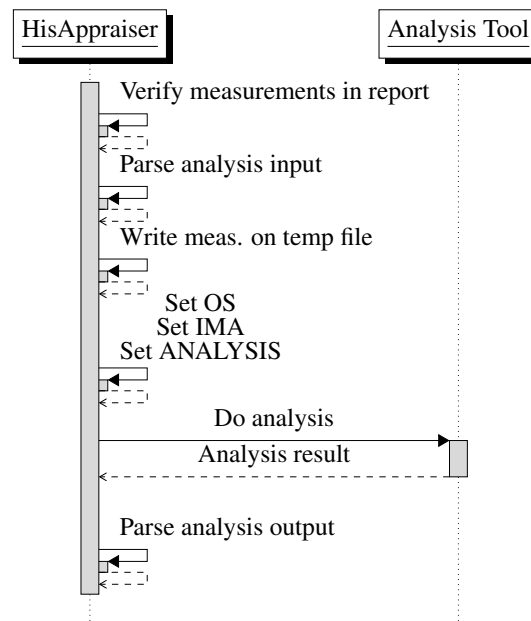 HisAppraiser
Analysis Tool
Verify measurements in report
Parse analysis input
Write meas. on temp file
Set OS
Set IMA
Set ANALYSIS
Do analysis
Analysis result
Parse analysis output